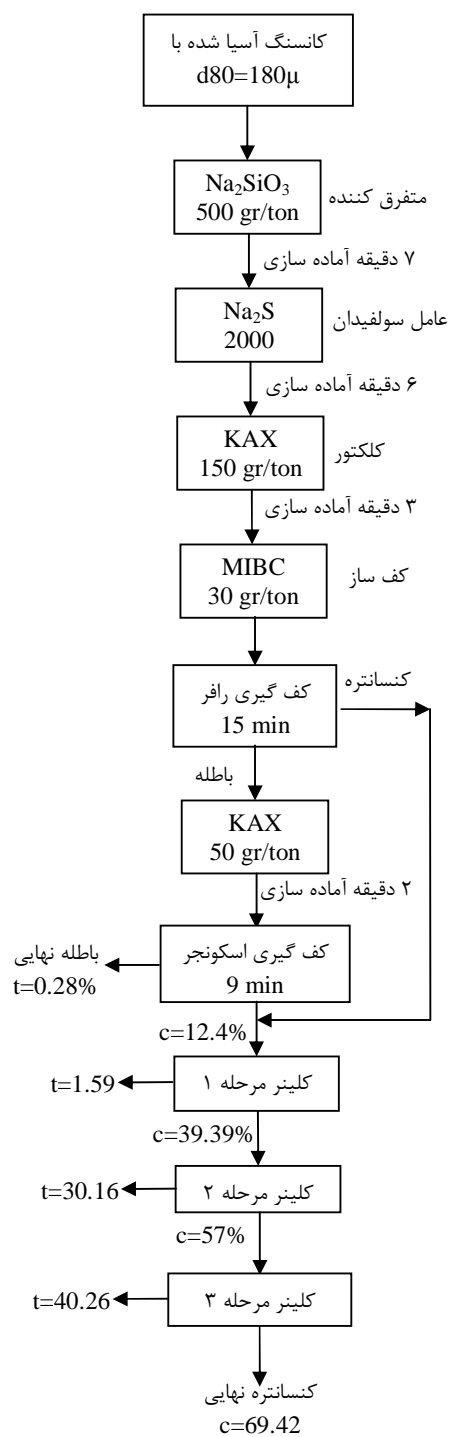 کانسنگ آسیا شده با
d80=180µ
Na₂SiO₃
500 gr/ton
متفرق کننده
۷ دقیقه آماده سازی
Na₂S
2000
عامل سولفیدان
۶ دقیقه آماده سازی
KAX
150 gr/ton
کلکتور
۳ دقیقه آماده سازی
MIBC
30 gr/ton
کف ساز
کف گیری رافر
15 min
کنسانتره
باطله
KAX
50 gr/ton
۲ دقیقه آماده سازی
کف گیری اسکونجر
9 min
باطله نهایی
t=0.28%
c=12.4%
کلینر مرحله ۱
t=1.59
c=39.39%
کلینر مرحله ۲
t=30.16
c=57%
کلینر مرحله ۳
t=40.26
کنسانتره نهایی
c=69.42